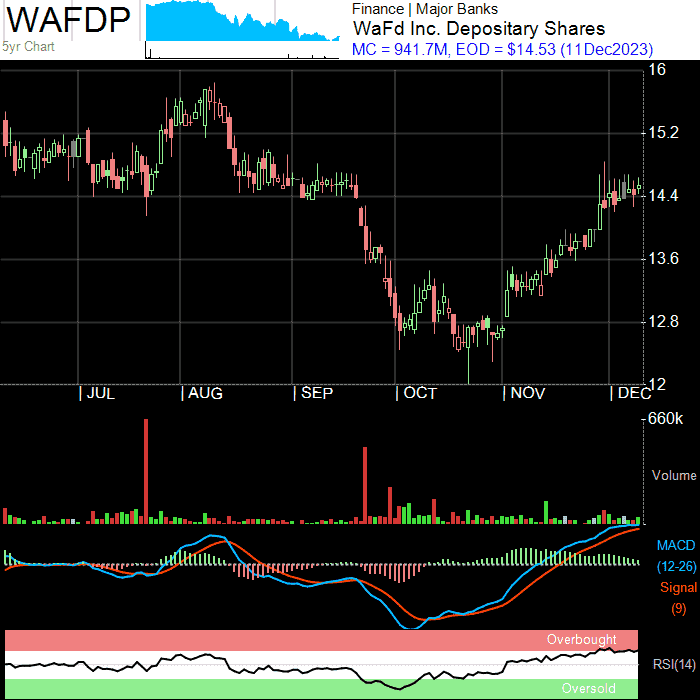 WAFDP
5yr Chart
Finance | Major Banks
WaFd Inc. Depositary Shares
MC = 941.7M, EOD = $14.53 (11Dec2023)
16
15.2
14.4
13.6
12.8
12
| JUL | AUG | SEP | OCT | NOV | DEC
660k
Volume
MACD
(12-26)
Signal
(9)
Overbought
RSI(14)
Oversold